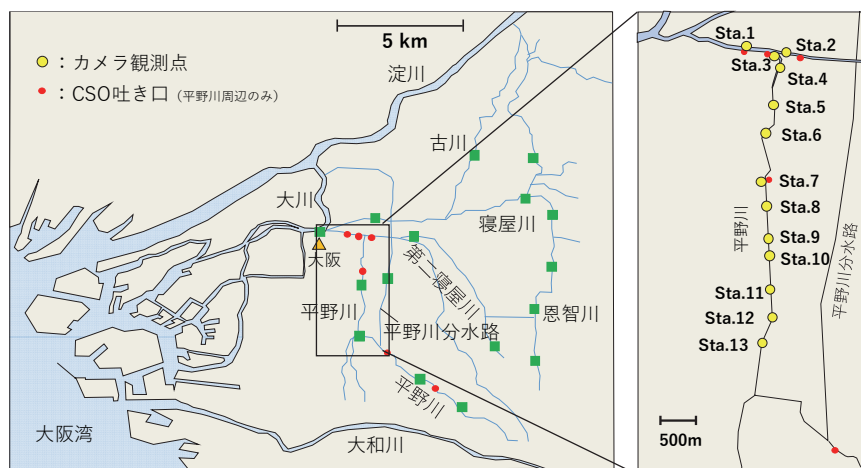 5 km
：カメラ観測点
：CSO吐き口（平野川周辺のみ）
淀川
古川
大川
寝屋川
大阪
第二寝屋川
平野川
平野川分水路
恩智川
平野川
大阪湾
大和川
Sta.1
Sta.2
Sta.3
Sta.4
Sta.5
Sta.6
Sta.7
Sta.8
平野川
Sta.9
Sta.10
平野川分水路
Sta.11
Sta.12
Sta.13
500m